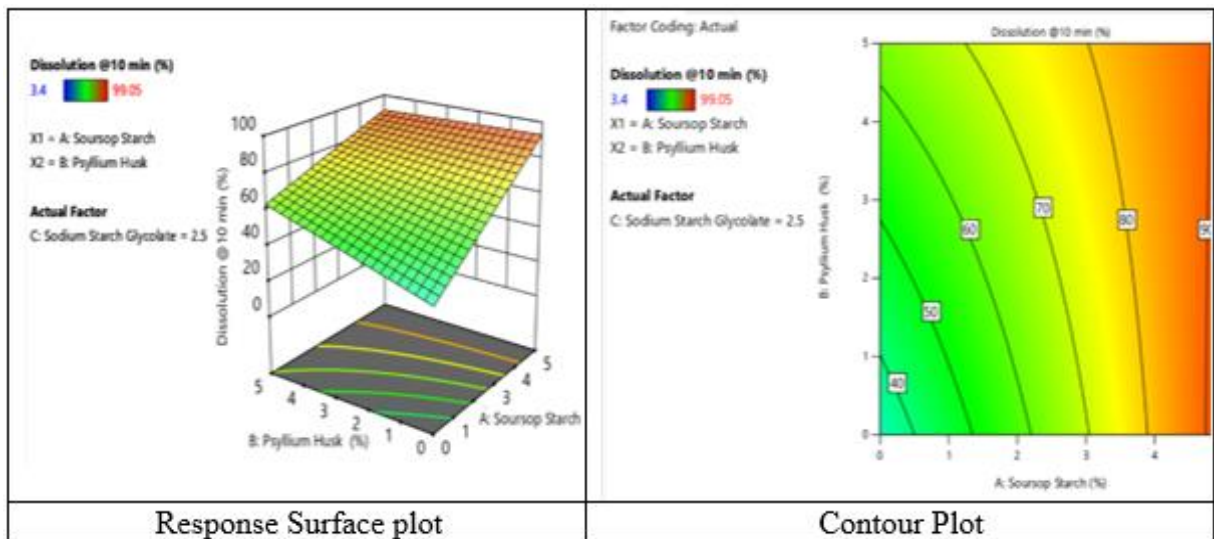 Dissolution @10 min (%)
3.4 99.05
X1 = A: Soursop Starch
X2 = B: Psyllium Husk
Actual Factor
C: Sodium Starch Glycolate = 2.5
Dissolution @ 10 min (%)
100
80
60
40
20
0
5 4 3 2 1 0
B: Psyllium Husk (%)
0 1 2 3 4 5
A: Soursop Starch
Response Surface plot
Factor Coding: Actual
Dissolution @10 min (%)
3.4 99.05
X1 = A: Soursop Starch
X2 = B: Psyllium Husk
Actual Factor
C: Sodium Starch Glycolate = 2.5
Dissolution @10 min (%)
B: Psyllium Husk (%)
5
4
3
2
1
0
40
50
60
70
80
90
0 1 2 3 4
A: Soursop Starch (%)
Contour Plot